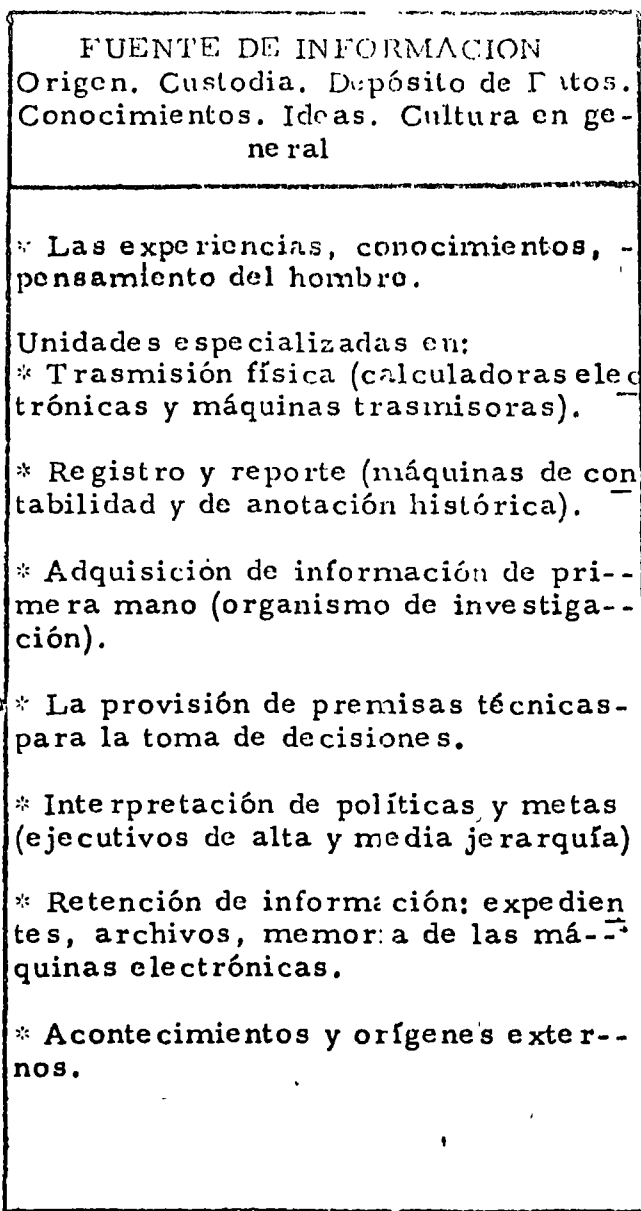 FUENTE DE INFORMACION
Origen. Custodia. Depósito de Datos.
Conocimientos. Ideas. Cultura en ge-
neral
* Las experiencias, conocimientos, -
pensamiento del hombre.
Unidades especializadas en:
* Trasmisión física (calculadoras elec
trónicas y máquinas trasmisoras).
* Registro y reporte (máquinas de con
tabilidad y de anotación histórica).
* Adquisición de información de pri--
mera mano (organismo de investiga--
ción).
* La provisión de premisas técnicas-
para la toma de decisiones.
* Interpretación de políticas y metas
(ejecutivos de alta y media jerarquía)
* Retención de información: expedien
tes, archivos, memoria de las má--
quinas electrónicas.
* Acontecimientos y orígenes exter--
nos.